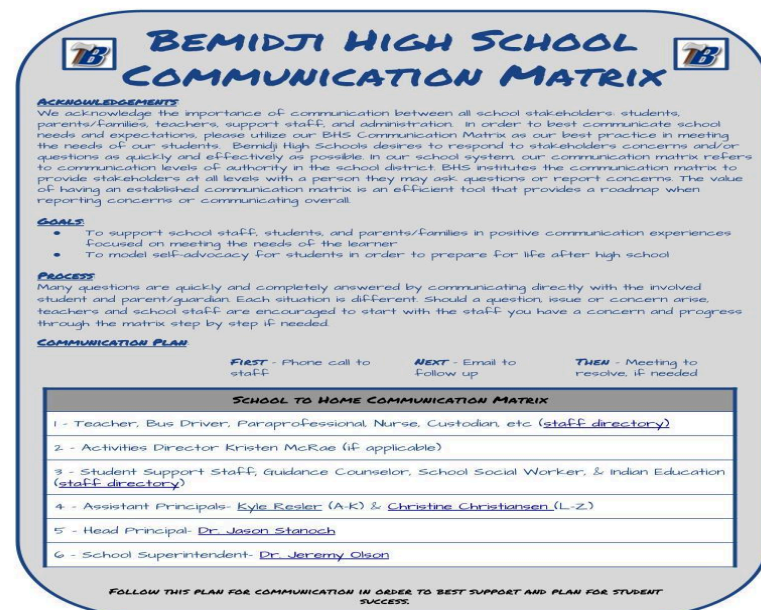 BEMIDJI HIGH SCHOOL
COMMUNICATION MATRIX
ACKNOWLEDGEMENTS
We acknowledge the importance of communication between all school stakeholders: students,
parents/families, teachers, support staff, and administration. In order to best communicate school
needs and expectations, please utilize our BHS Communication Matrix as our best practice in meeting
the needs of our students. Bemidji High Schools desires to respond to stakeholders concerns and/or
questions as quickly and effectively as possible. In our school system, our communication matrix refers
to communication levels of authority in the school district. BHS institutes the communication matrix to
provide stakeholders at all levels with a person they may ask questions or report concerns. The value
of having an established communication matrix is an efficient tool that provides a roadmap when
reporting concerns or communicating overall.
GOALS:
● To support school staff, students, and parents/families in positive communication experiences
focused on meeting the needs of the learner
● To model self-advocacy for students in order to prepare for life after high school
PROCESS
Many questions are quickly and completely answered by communicating directly with the involved
student and parent/guardian. Each situation is different. Should a question, issue or concern arise,
teachers and school staff are encouraged to start with the staff you have a concern and progress
through the matrix step by step if needed.
COMMUNICATION PLAN
FIRST - Phone call to staff
NEXT - Email to follow up
THEN - Meeting to resolve, if needed
SCHOOL TO HOME COMMUNICATION MATRIX
1 - Teacher, Bus Driver, Paraprofessional, Nurse, Custodian, etc (staff directory)
2 - Activities Director Kristen McRae (if applicable)
3 - Student Support Staff, Guidance Counselor, School Social Worker, & Indian Education
(staff directory)
4 - Assistant Principals- Kyle Resler (A-K) & Christine Christiansen (L-Z)
5 - Head Principal- Dr. Jason Stanoch
6 - School Superintendent- Dr. Jeremy Olson
FOLLOW THIS PLAN FOR COMMUNICATION IN ORDER TO BEST SUPPORT AND PLAN FOR STUDENT
SUCCESS.